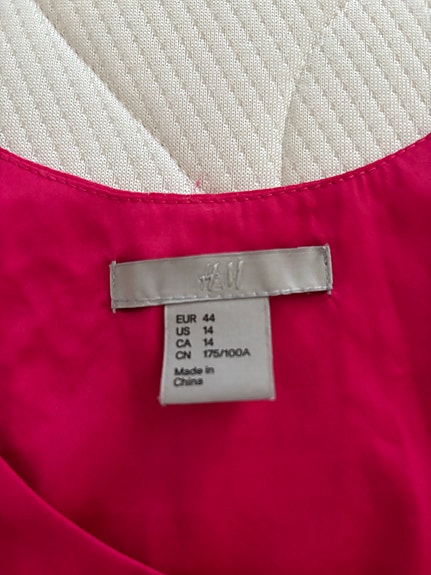 H&M
EUR 44
US 14
CA 14
CN 175/100A
Made in
China